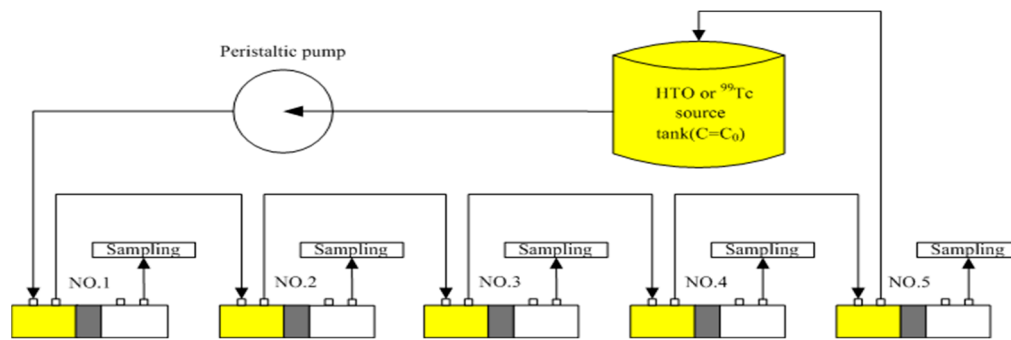 Peristaltic pump
HTO or ⁹⁹Tc
source
tank(C=C₀)
Sampling
Sampling
Sampling
Sampling
Sampling
NO.1
NO.2
NO.3
NO.4
NO.5